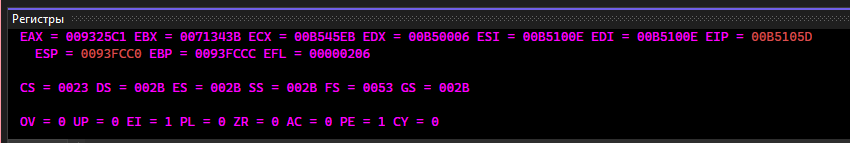 Регистры
EAX = 009325C1 EBX = 0071343B ECX = 00B545EB EDX = 00B50006 ESI = 00B5100E EDI = 00B5100E EIP = 00B5105D
ESP = 0093FCC0 EBP = 0093FCCC EFL = 00000206
CS = 0023 DS = 002B ES = 002B SS = 002B FS = 0053 GS = 002B
OV = 0 UP = 0 EI = 1 PL = 0 ZR = 0 AC = 0 PE = 1 CY = 0